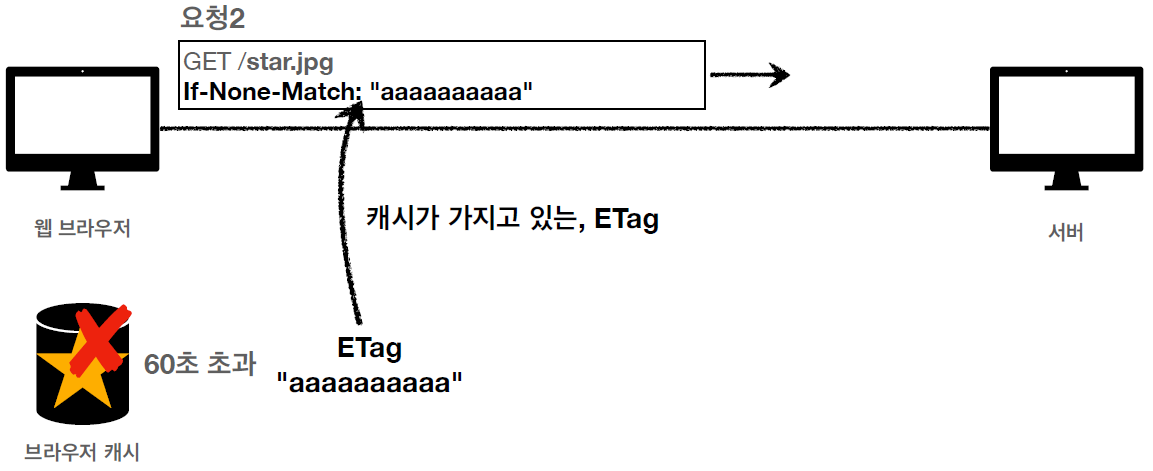 요청2
GET /star.jpg
If-None-Match: "aaaaaaaaaa"
웹 브라우저
캐시가 가지고 있는, ETag
서버
60초 초과
ETag
"aaaaaaaaaa"
브라우저 캐시